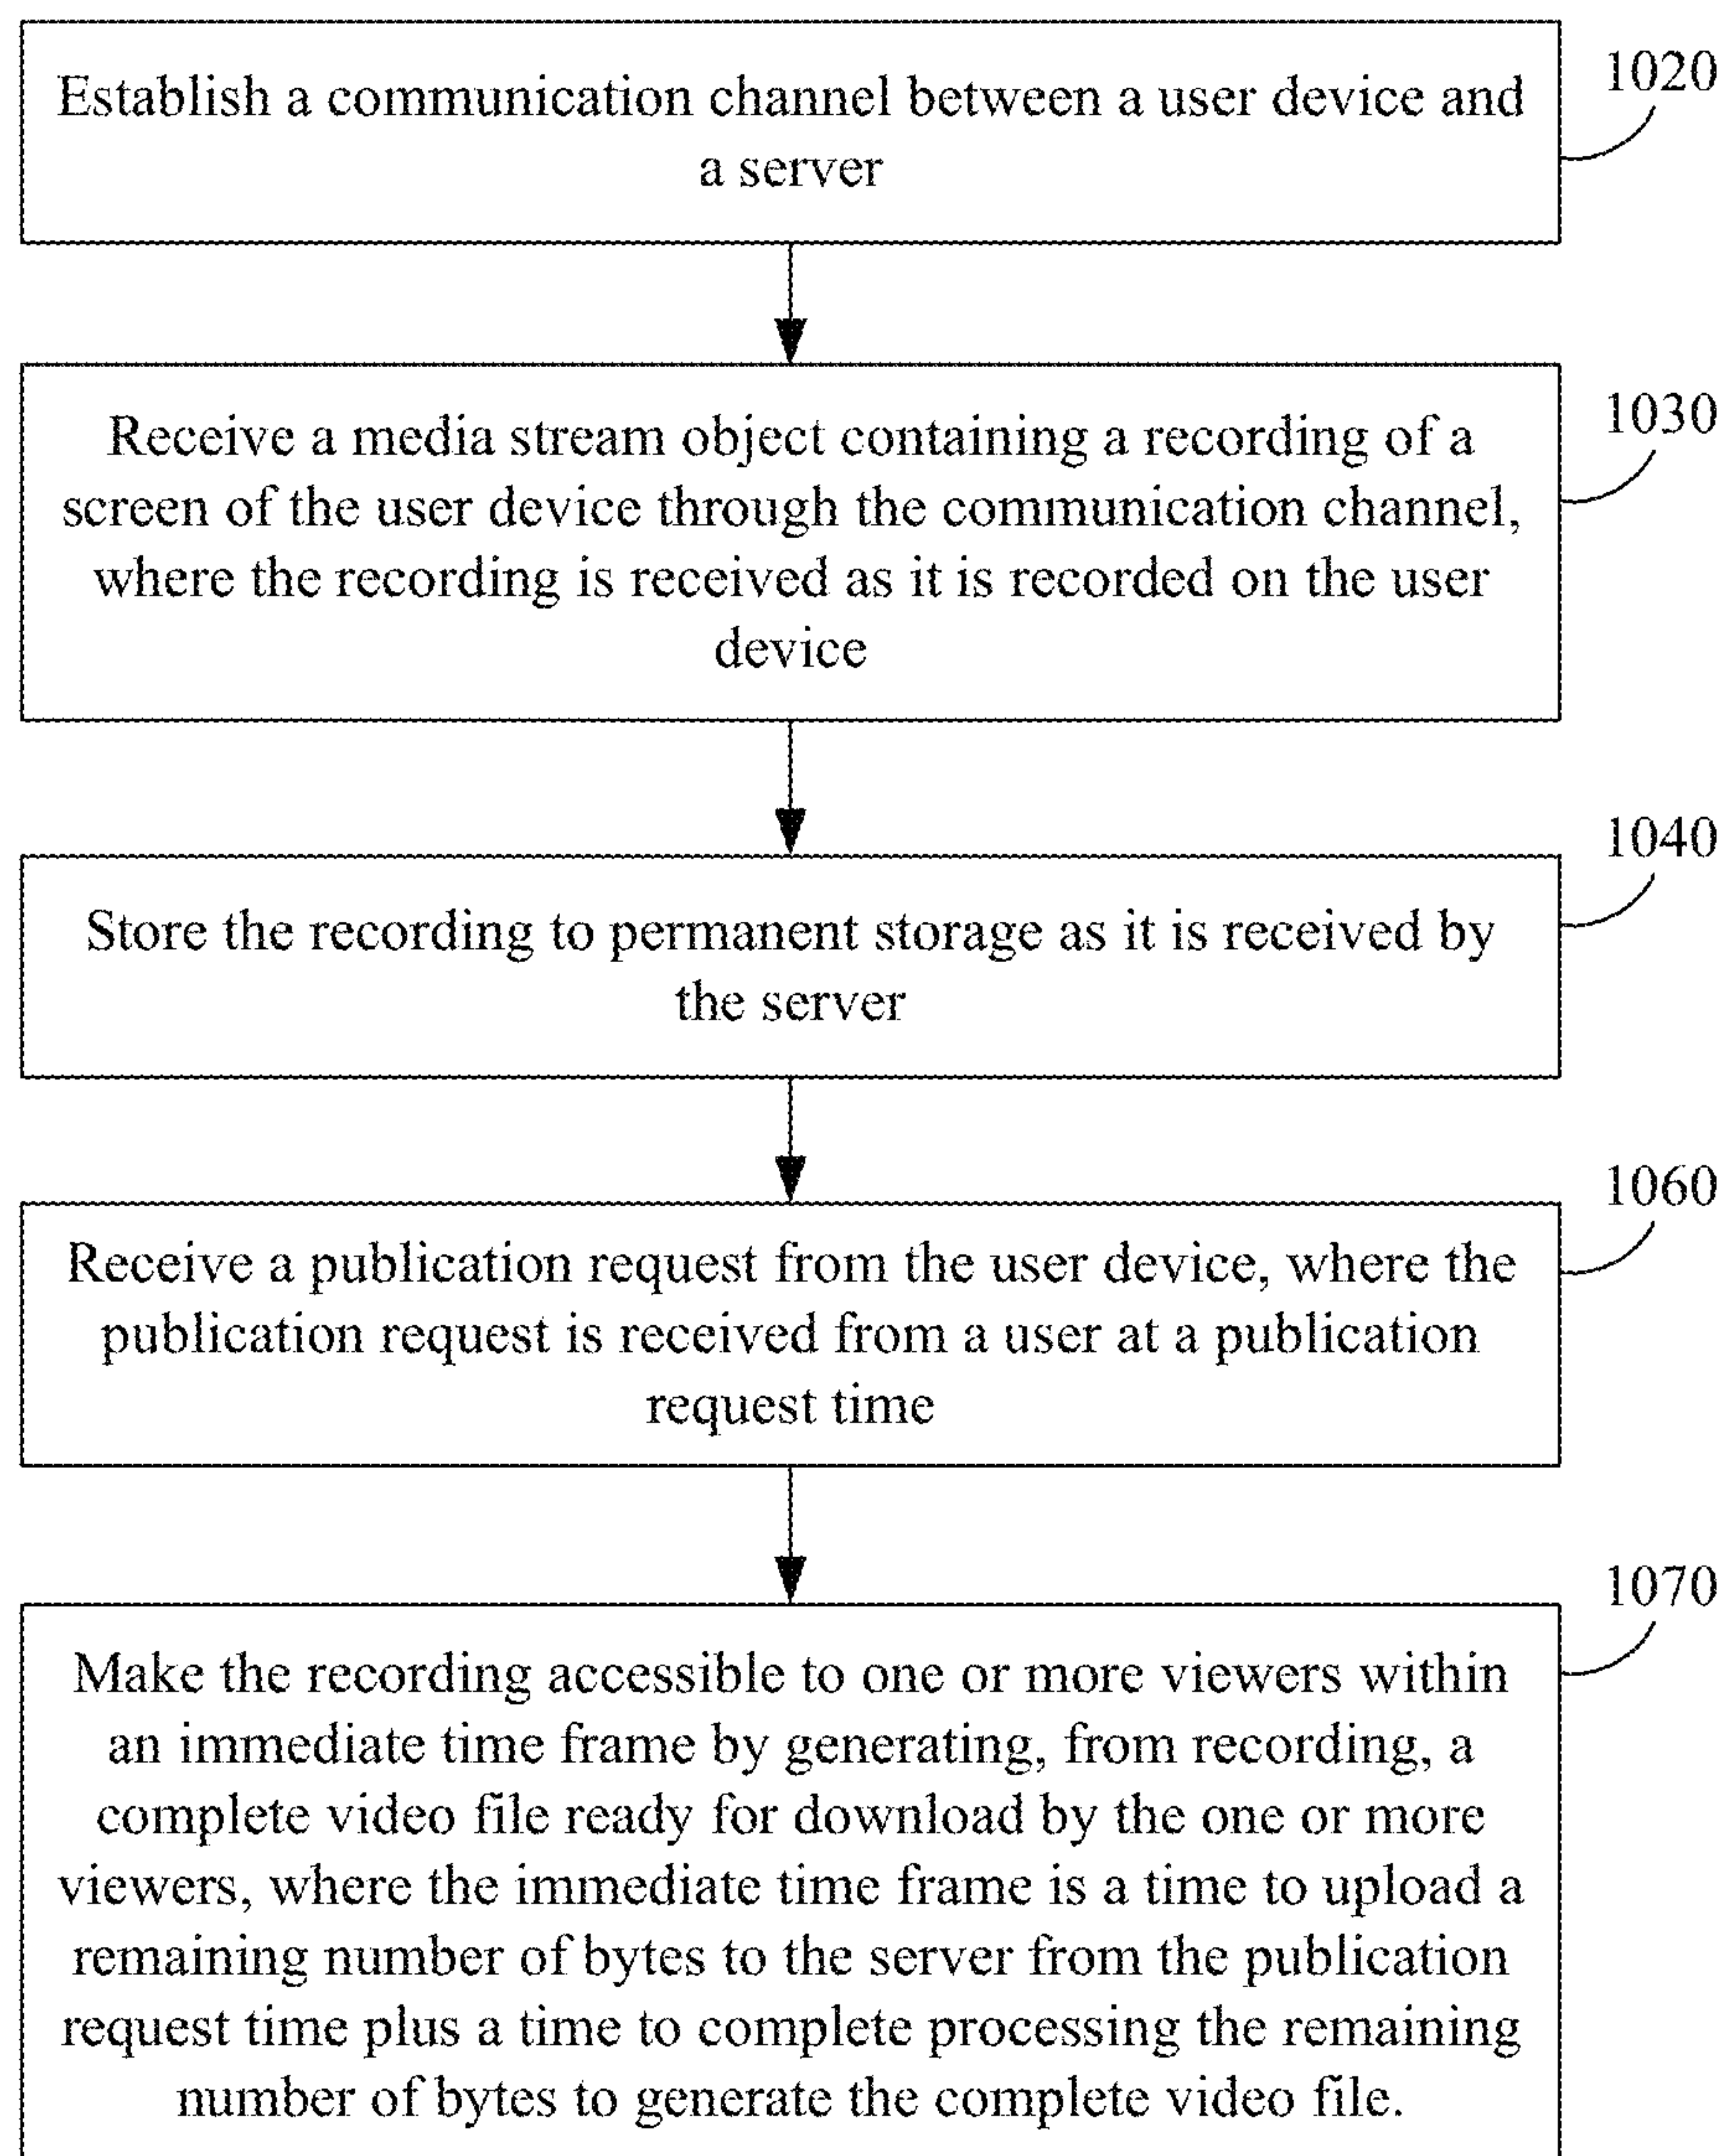 Establish a communication channel between a user device and
a server
1020
Receive a media stream object containing a recording of a
screen of the user device through the communication channel,
where the recording is received as it is recorded on the user
device
1030
Store the recording to permanent storage as it is received by
the server
1040
Receive a publication request from the user device, where the
publication request is received from a user at a publication
request time
1060
Make the recording accessible to one or more viewers within
an immediate time frame by generating, from recording, a
complete video file ready for download by the one or more
viewers, where the immediate time frame is a time to upload a
remaining number of bytes to the server from the publication
request time plus a time to complete processing the remaining
number of bytes to generate the complete video file.
1070